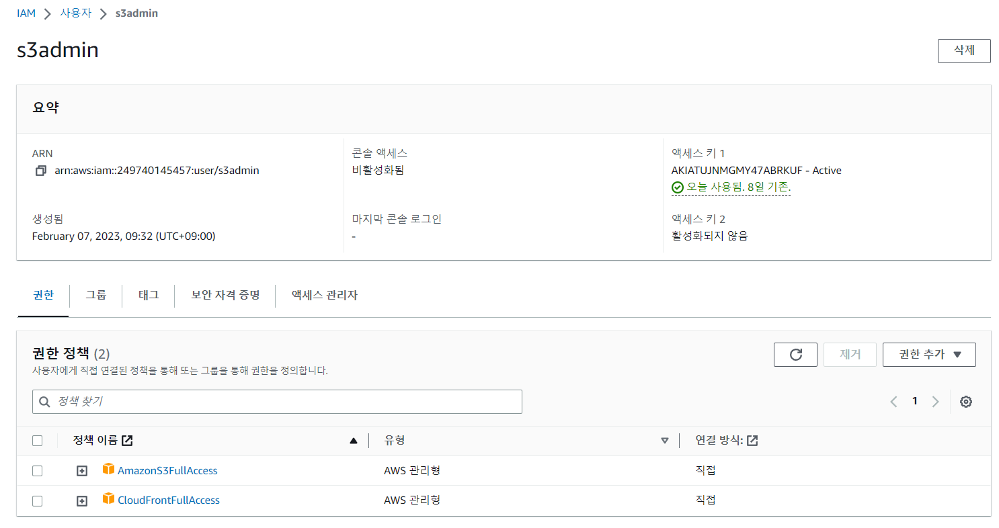 IAM > 사용자 > s3admin
s3admin
삭제
요약
ARN
arn:aws:iam::249740145457:user/s3admin
콘솔 액세스
비활성화됨
액세스 키 1
AKIATUJNMGMY47ABRKUF - Active
오늘 사용됨. 8일 기존.
생성됨
February 07, 2023, 09:32 (UTC+09:00)
마지막 콘솔 로그인
-
액세스 키 2
활성화되지 않음
권한 그룹 태그 보안 자격 증명 액세스 관리자
권한 정책 (2)
사용자에게 직접 연결된 정책을 통해 또는 그룹을 통해 권한을 정의합니다.
제거 권한 추가
정책 찾기
1
정책 이름 유형 연결 방식:
AmazonS3FullAccess AWS 관리형 직접
CloudFrontFullAccess AWS 관리형 직접